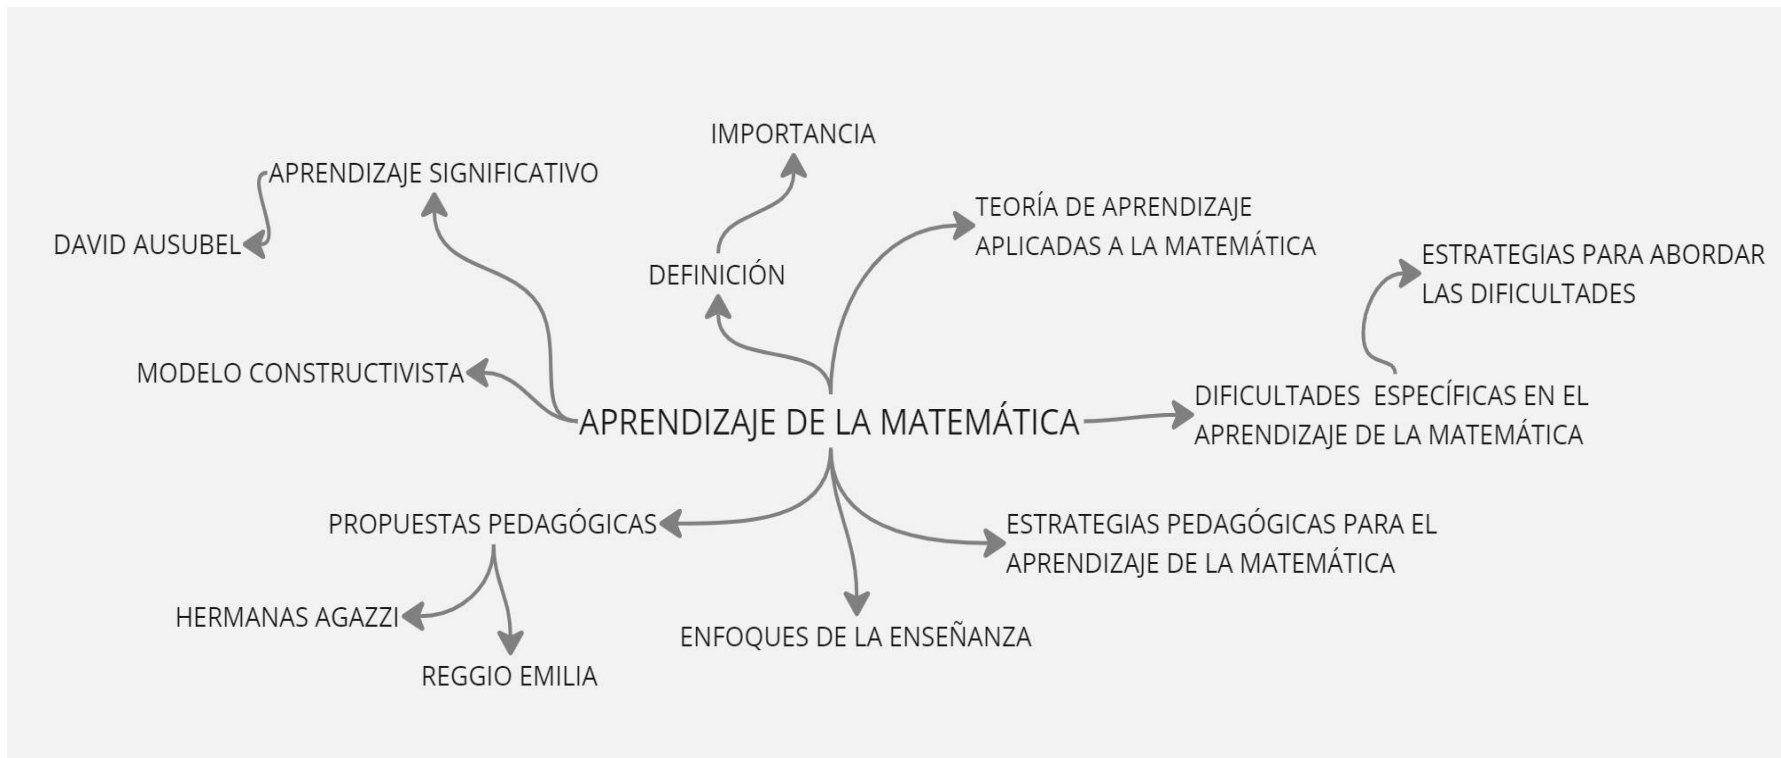 IMPORTANCIA
APRENDIZAJE SIGNIFICATIVO
TEORÍA DE APRENDIZAJE
APLICADAS A LA MATEMÁTICA
DAVID AUSUBEL
DEFINICIÓN
ESTRATEGIAS PARA ABORDAR
LAS DIFICULTADES
MODELO CONSTRUCTIVISTA
APRENDIZAJE DE LA MATEMÁTICA
DIFICULTADES  ESPECÍFICAS EN EL
APRENDIZAJE DE LA MATEMÁTICA
PROPUESTAS PEDAGÓGICAS
ESTRATEGIAS PEDAGÓGICAS PARA EL
APRENDIZAJE DE LA MATEMÁTICA
HERMANAS AGAZZI
ENFOQUES DE LA ENSEÑANZA
REGGIO EMILIA